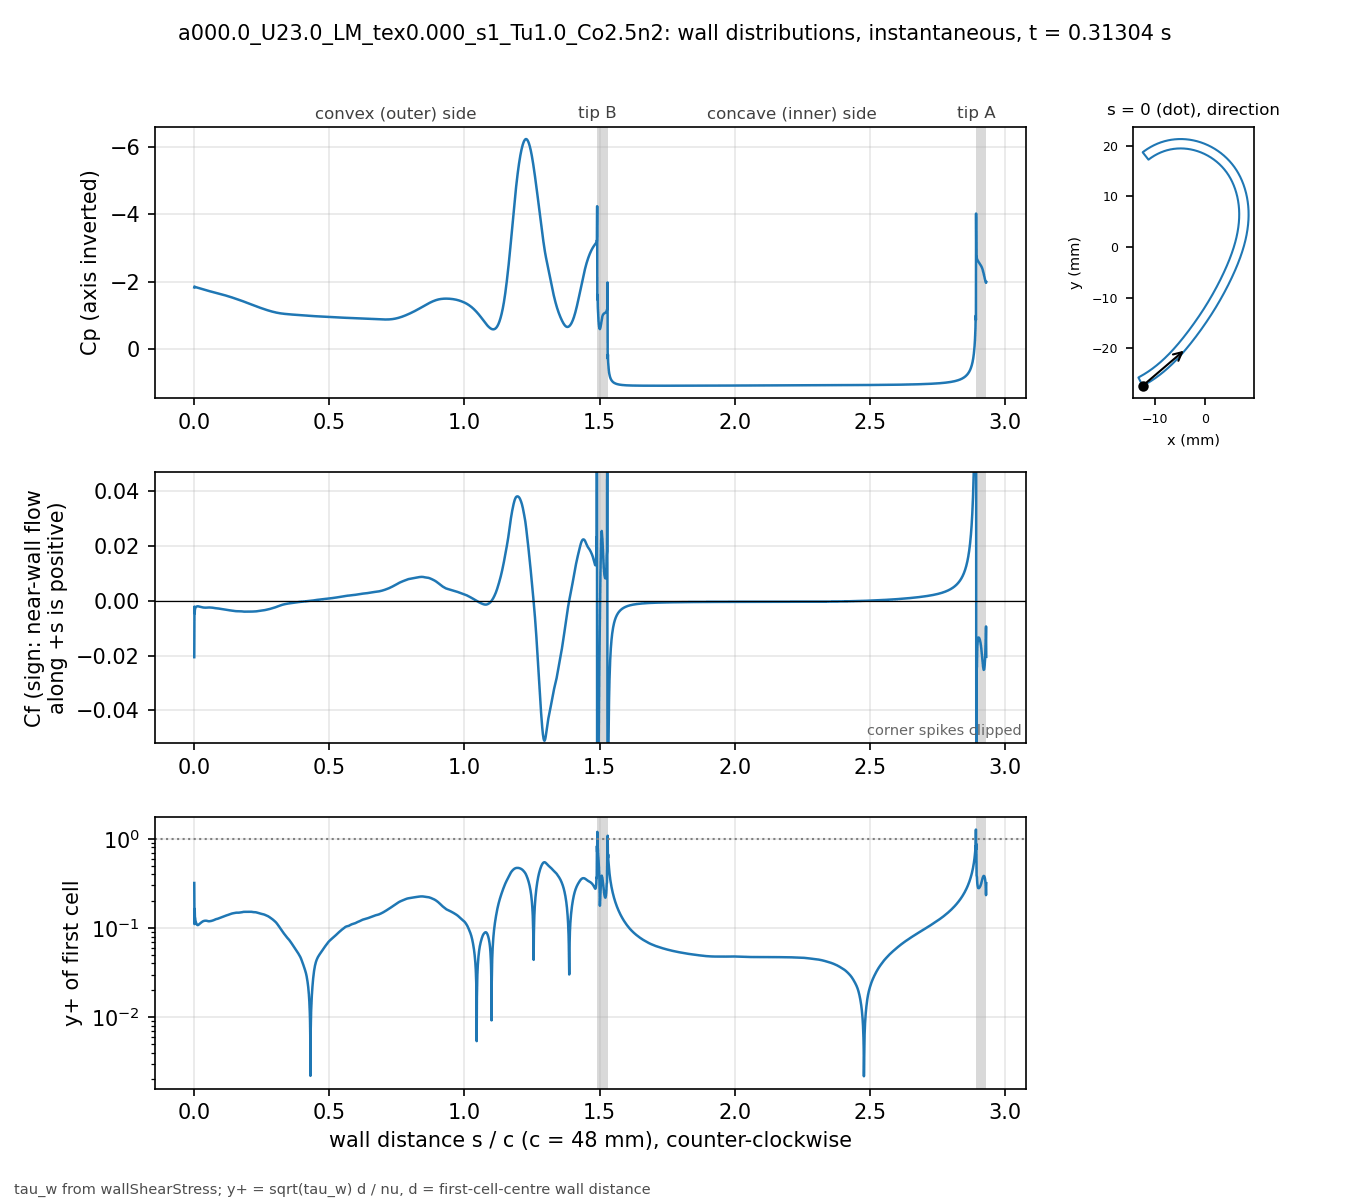 a000.0_U23.0_LM_tex0.000_s1_Tu1.0_Co2.5n2: wall distributions, instantaneous, t = 0.31304 s
convex (outer) side
tip B
concave (inner) side
tip A
s = 0 (dot), direction
Cp (axis inverted)
−6
−4
−2
0
0.0
0.5
1.0
1.5
2.0
2.5
3.0
y (mm)
20
10
0
−10
−20
−10
0
x (mm)
Cf (sign: near-wall flow
along +s is positive)
0.04
0.02
0.00
−0.02
−0.04
corner spikes clipped
0.0
0.5
1.0
1.5
2.0
2.5
3.0
y+ of first cell
10⁰
10⁻¹
10⁻²
0.0
0.5
1.0
1.5
2.0
2.5
3.0
wall distance s / c (c = 48 mm), counter-clockwise
tau_w from wallShearStress; y+ = sqrt(tau_w) d / nu, d = first-cell-centre wall distance